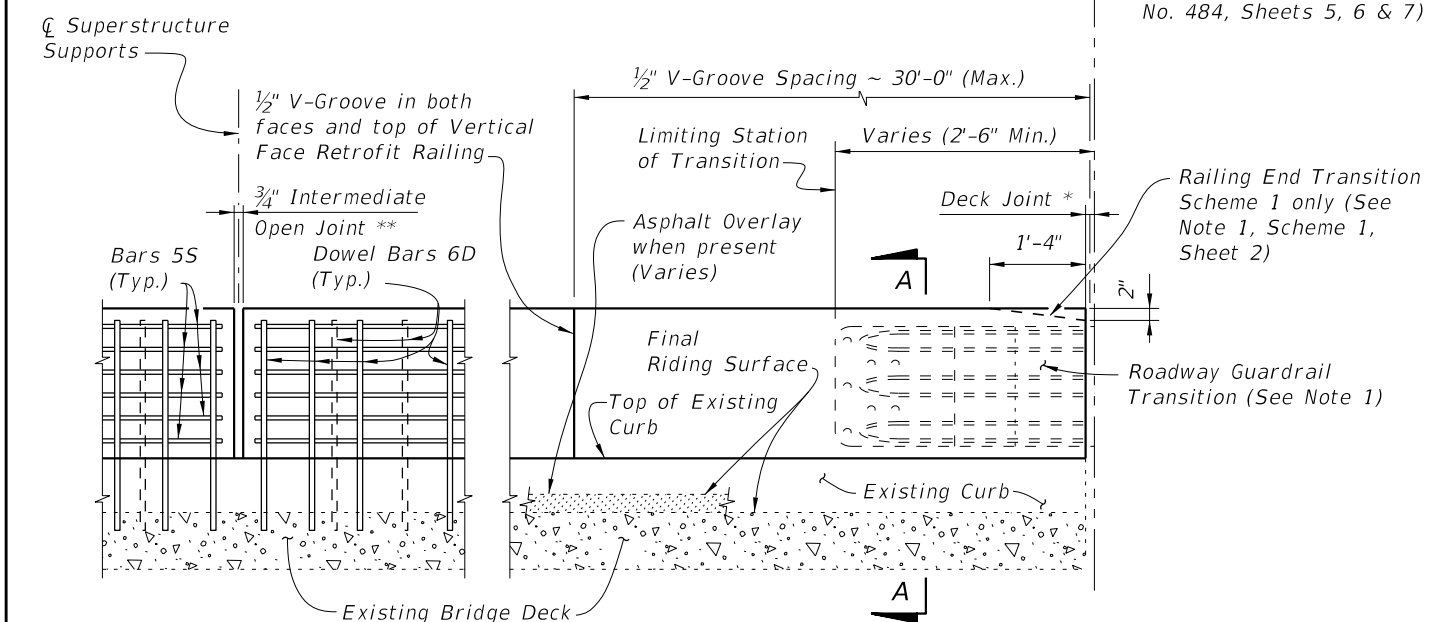 No. 484, Sheets 5, 6 & 7)
℄ Superstructure
Supports
½" V-Groove in both
faces and top of Vertical
Face Retrofit Railing
½" V-Groove Spacing ~ 30'-0" (Max.)
Limiting Station
of Transition
Varies (2'-6" Min.)
Railing End Transition
Scheme 1 only (See
Note 1, Scheme 1,
Sheet 2)
¾" Intermediate
Open Joint **
Deck Joint *
Asphalt Overlay
when present
(Varies)
1'-4"
Bars 5S
(Typ.)
Dowel Bars 6D
(Typ.)
A
2"
Final
Riding Surface
Roadway Guardrail
Transition (See Note 1)
Top of Existing
Curb
Existing Curb
A
Existing Bridge Deck